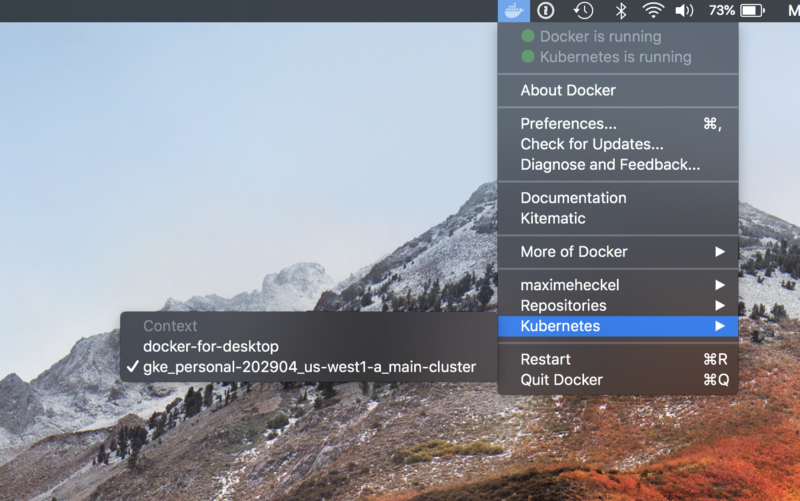 73%
M
Docker is running
Kubernetes is running
About Docker
Preferences... ⌘,
Check for Updates...
Diagnose and Feedback...
Documentation
Kitematic
More of Docker
maximeheckel
Repositories
Kubernetes
Context
docker-for-desktop
gke_personal-202904_us-west1-a_main-cluster
Restart ⌘R
Quit Docker ⌘Q